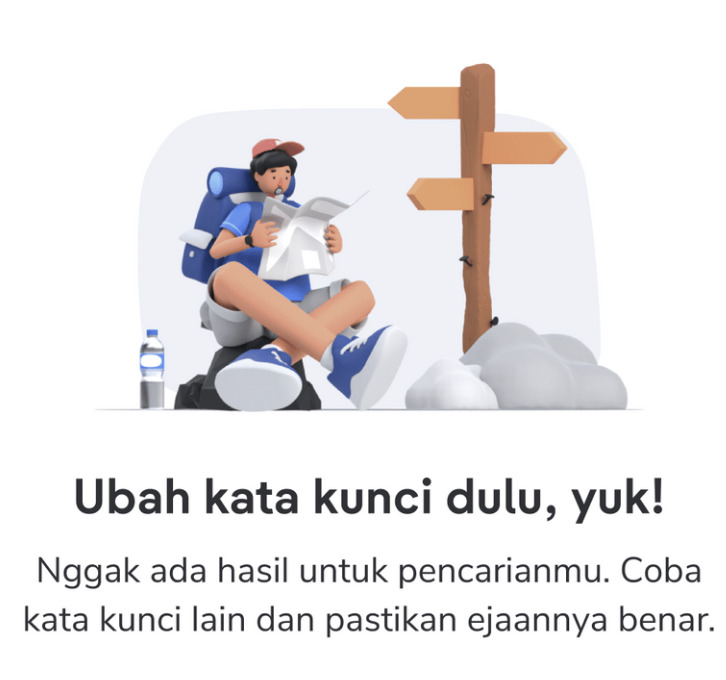 Ubah kata kunci dulu, yuk!
Nggak ada hasil untuk pencarianmu. Coba
kata kunci lain dan pastikan ejaannya benar.